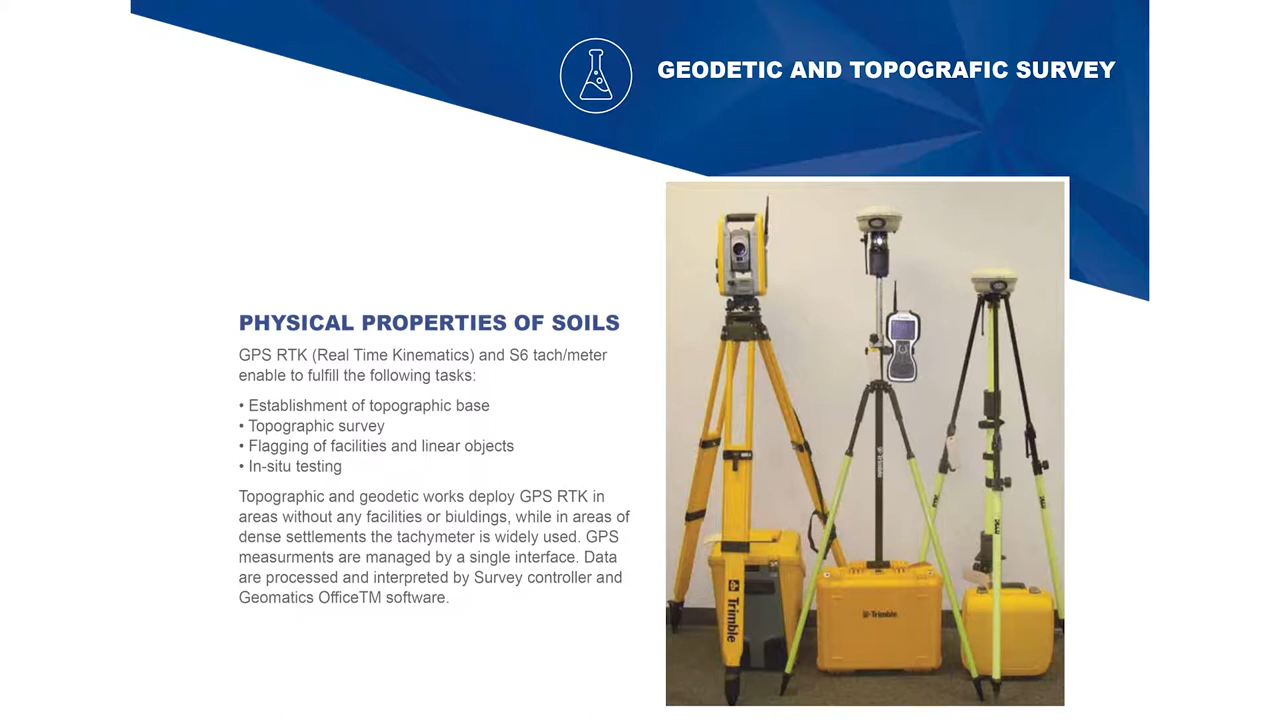 GEODETIC AND TOPOGRAFIC SURVEY
PHYSICAL PROPERTIES OF SOILS
GPS RTK (Real Time Kinematics) and S6 tach/meter
enable to fulfill the following tasks:
• Establishment of topographic base
• Topographic survey
• Flagging of facilities and linear objects
• In-situ testing
Topographic and geodetic works deploy GPS RTK in
areas without any facilities or biuldings, while in areas of
dense settlements the tachymeter is widely used. GPS
measurments are managed by a single interface. Data
are processed and interpreted by Survey controller and
Geomatics OfficeTM software.
Trimble
Trimble
Trimble